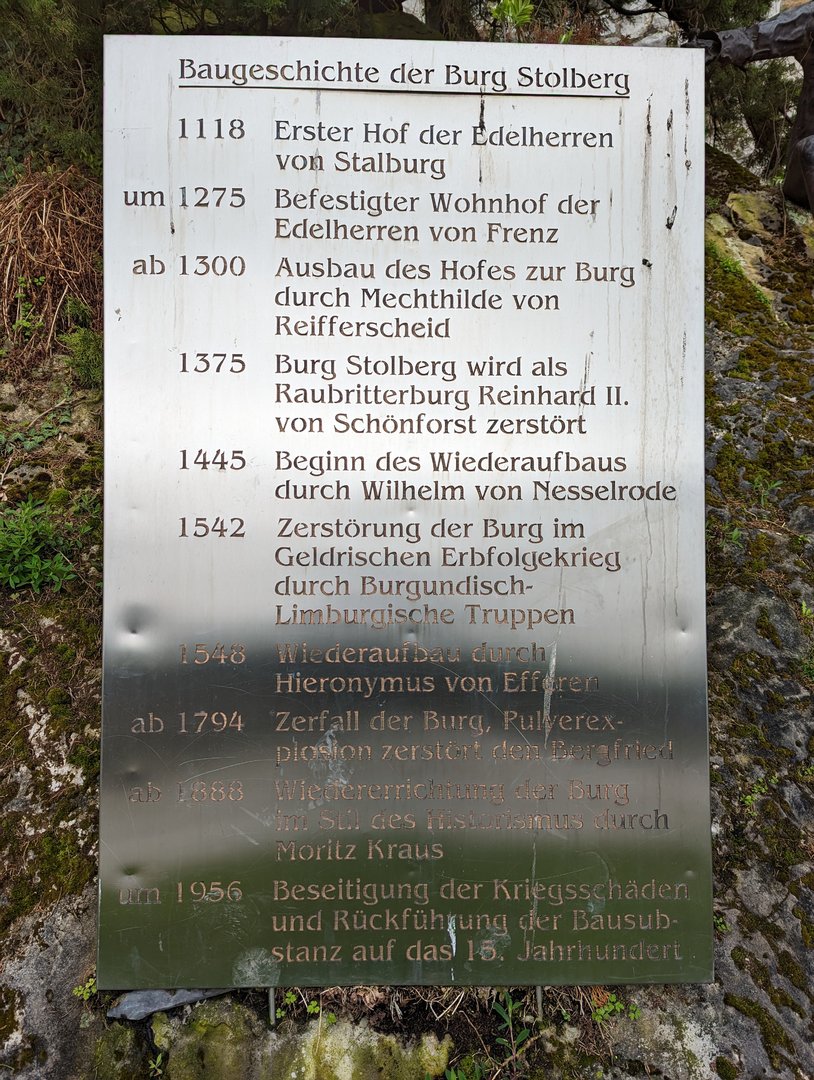 Baugeschichte der Burg Stolberg
1118 Erster Hof der Edelherren
von Stalburg
um 1275 Befestigter Wohnhof der
Edelherren von Frenz
ab 1300 Ausbau des Hofes zur Burg
durch Mechthilde von
Reifferscheid
1375 Burg Stolberg wird als
Raubritterburg Reinhard II.
von Schönforst zerstört
1445 Beginn des Wiederaufbaus
durch Wilhelm von Nesselrode
1542 Zerstörung der Burg im
Geldrischen Erbfolgekrieg
durch Burgundisch-
Limburgische Truppen
1548 Wiederaufbau durch
Hieronymus von Efferen
ab 1794 Zerfall der Burg, Pulverex-
plosion zerstört den Bergfried
ab 1888 Wiedererrichtung der Burg
im Stil des Historismus durch
Moritz Kraus
um 1956 Beseitigung der Kriegsschäden
und Rückführung der Bausub-
stanz auf das 15. Jahrhundert